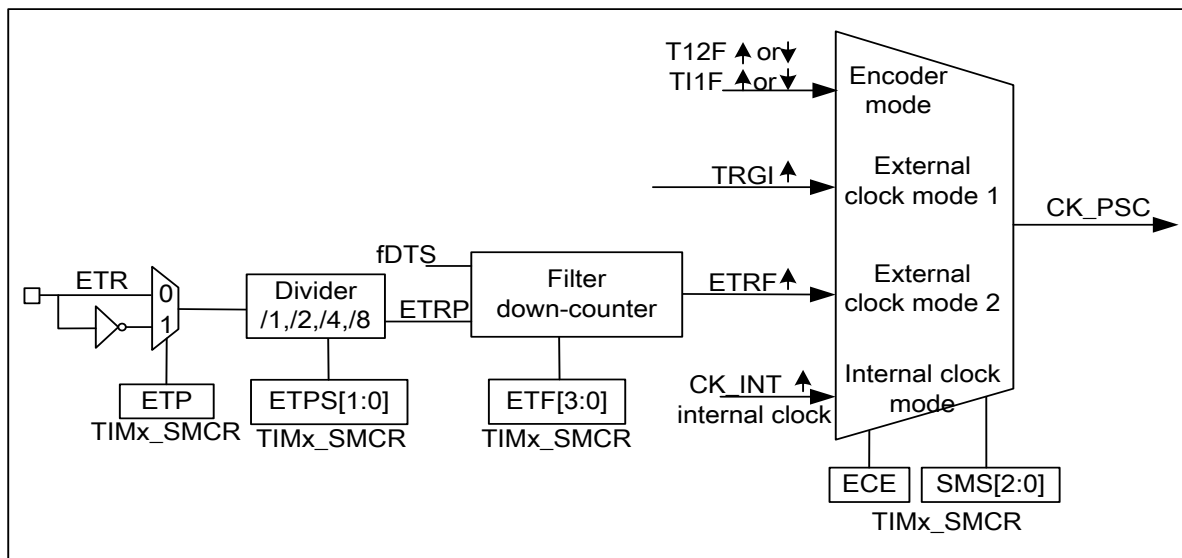 T12F or
TI1F or
Encoder
mode
TRGI
External
clock mode 1
CK_PSC
fDTS
ETR
0
1
Divider
/1,/2,/4,/8
ETRP
Filter
down-counter
ETRF
External
clock mode 2
CK_INT
internal clock
Internal clock
mode
ETP
TIMx_SMCR
ETPS[1:0]
TIMx_SMCR
ETF[3:0]
TIMx_SMCR
ECE
SMS[2:0]
TIMx_SMCR